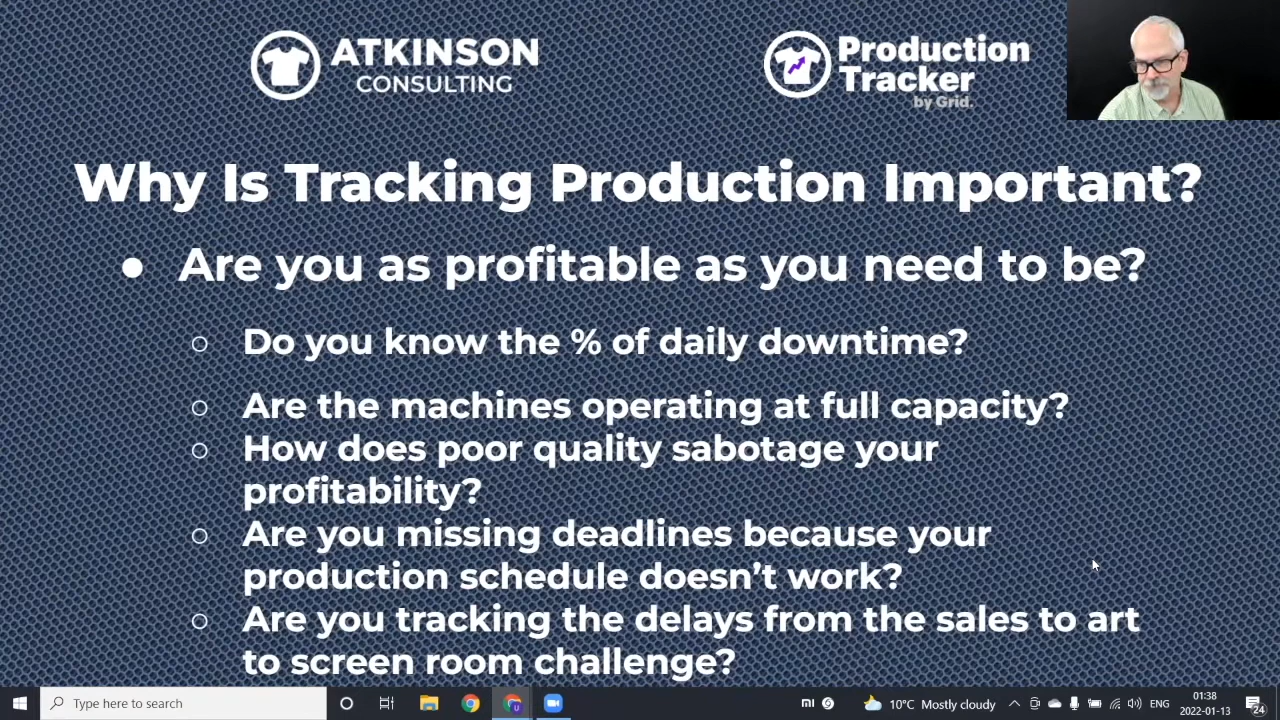 ATKINSON
CONSULTING
Production
Tracker
by Grid.
Why Is Tracking Production Important?
● Are you as profitable as you need to be?
○ Do you know the % of daily downtime?
○ Are the machines operating at full capacity?
○ How does poor quality sabotage your
profitability?
○ Are you missing deadlines because your
production schedule doesn’t work?
○ Are you tracking the delays from the sales to art
to screen room challenge?
Type here to search
10°C Mostly cloudy
ENG
01:38
2022-01-13
24